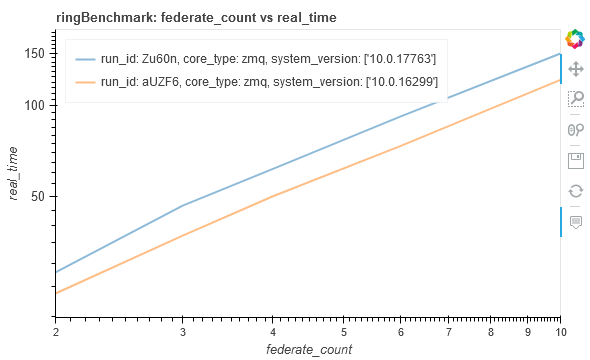 ringBenchmark: federate_count vs real_time
run_id: Zu60n, core_type: zmq, system_version: ['10.0.17763']
run_id: aUZF6, core_type: zmq, system_version: ['10.0.16299']
real_time
150
100
50
2 3 4 5 6 7 8 9 10
federate_count